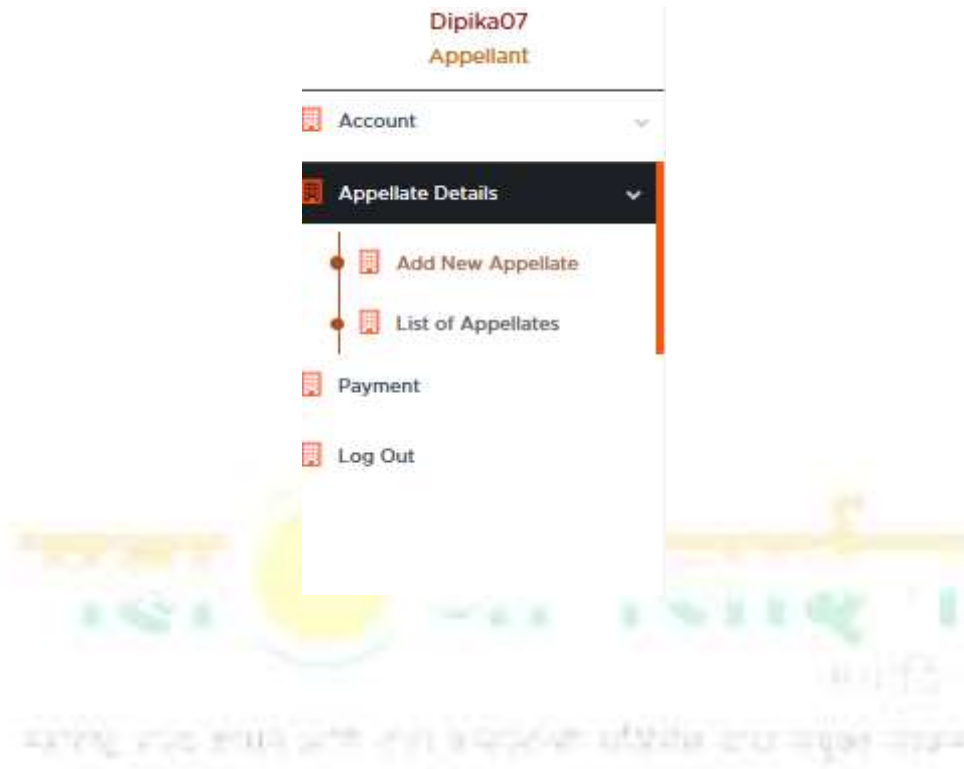 Dipika07
Appellant
Account
Appellate Details
Add New Appellate
List of Appellates
Payment
Log Out